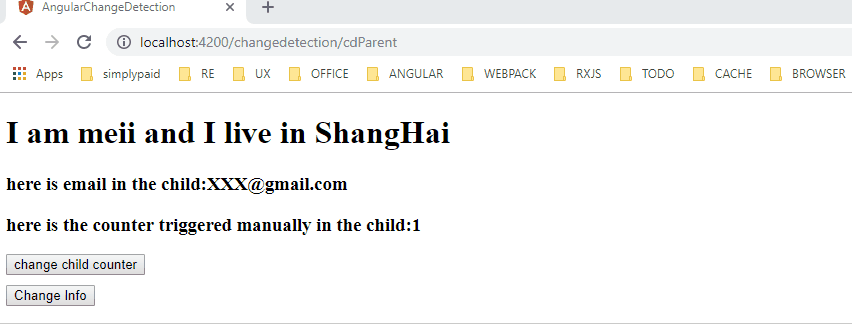 AngularChangeDetection
localhost:4200/changedetection/cdParent
Apps simplypaid RE UX OFFICE ANGULAR WEBPACK RXJS TODO CACHE BROWSER
I am meii and I live in ShangHai
here is email in the child:XXX@gmail.com
here is the counter triggered manually in the child:1
change child counter
Change Info